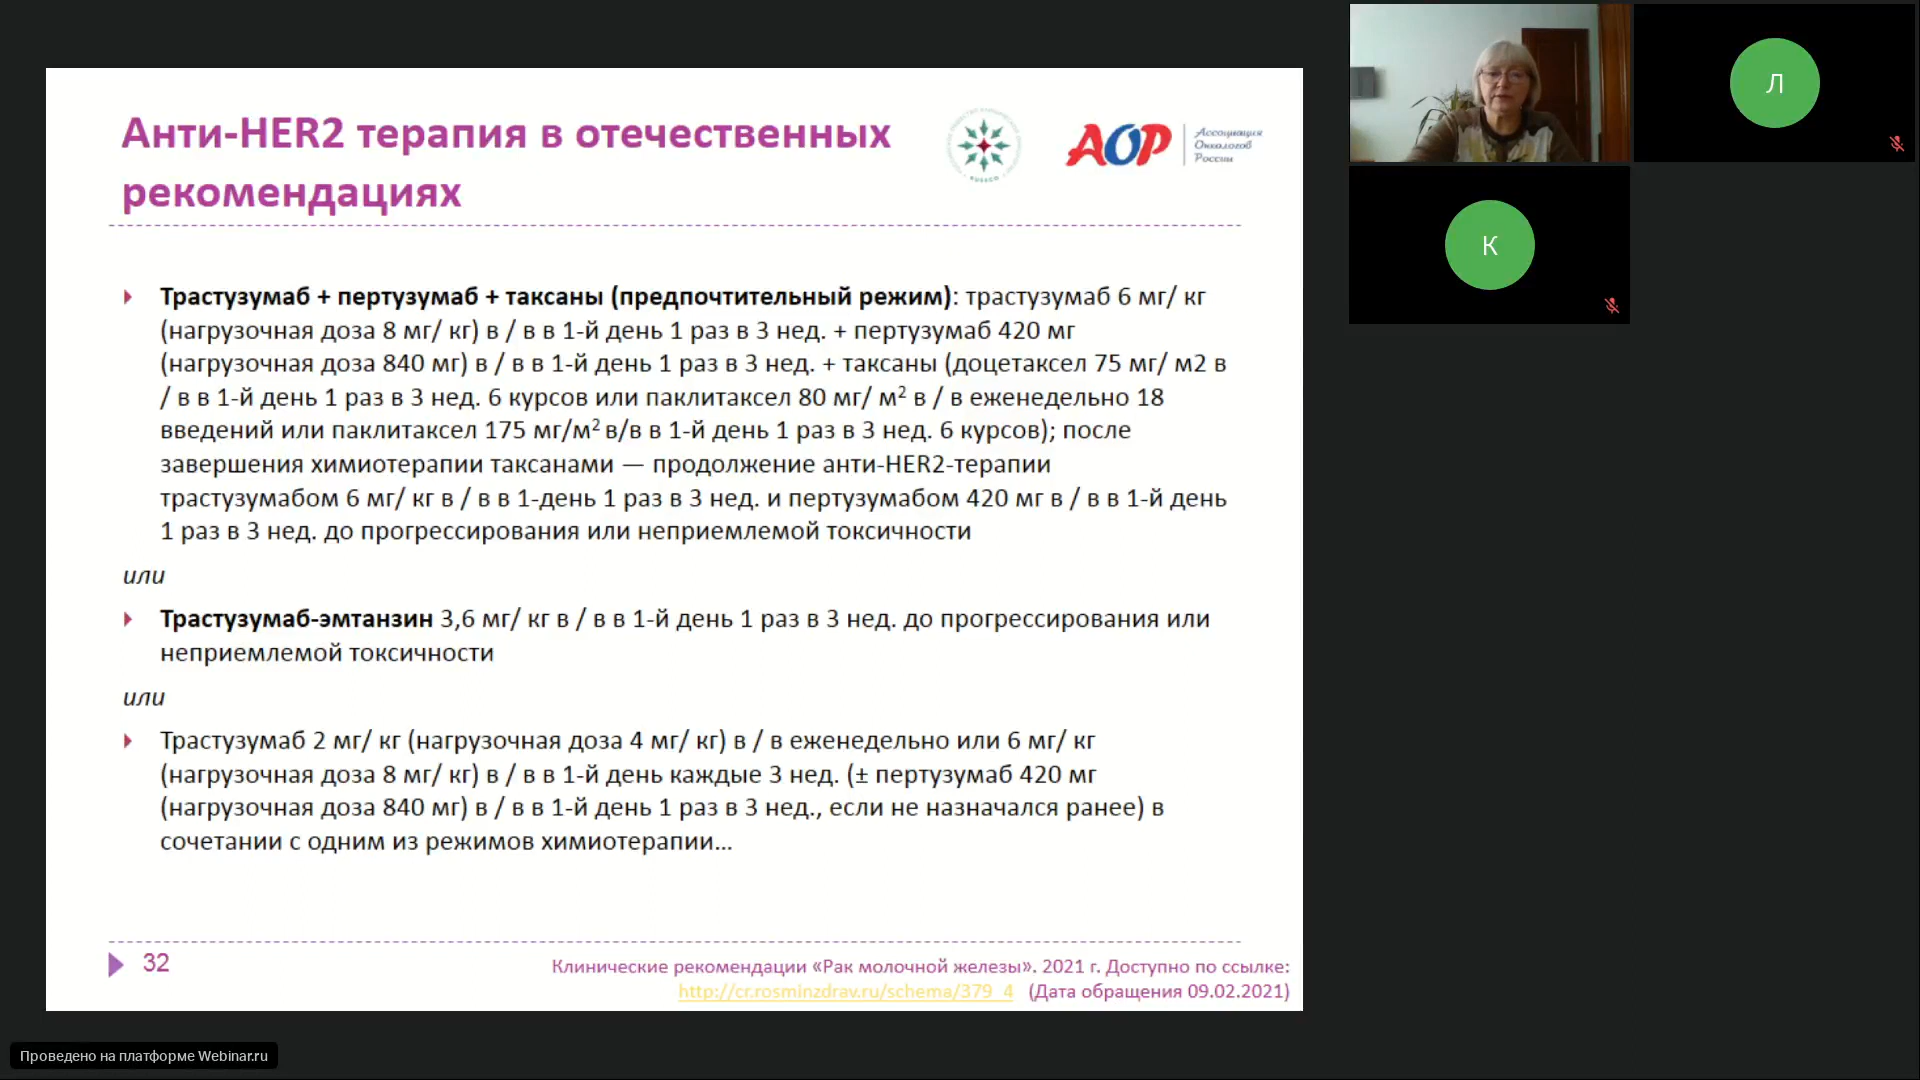 Анти-HER2 терапия в отечественных
рекомендациях
RUSSCO
АОР
Ассоциация
Онкологов
России
Трастузумаб + пертузумаб + таксаны (предпочтительный режим): трастузумаб 6 мг/ кг
(нагрузочная доза 8 мг/ кг) в / в в 1-й день 1 раз в 3 нед. + пертузумаб 420 мг
(нагрузочная доза 840 мг) в / в в 1-й день 1 раз в 3 нед. + таксаны (доцетаксел 75 мг/ м2 в
/ в в 1-й день 1 раз в 3 нед. 6 курсов или паклитаксел 80 мг/ м² в / в еженедельно 18
введений или паклитаксел 175 мг/м² в/в в 1-й день 1 раз в 3 нед. 6 курсов); после
завершения химиотерапии таксанами — продолжение анти-HER2-терапии
трастузумабом 6 мг/ кг в / в в 1-день 1 раз в 3 нед. и пертузумабом 420 мг в / в в 1-й день
1 раз в 3 нед. до прогрессирования или неприемлемой токсичности
или
Трастузумаб-эмтанзин 3,6 мг/ кг в / в в 1-й день 1 раз в 3 нед. до прогрессирования или
неприемлемой токсичности
или
Трастузумаб 2 мг/ кг (нагрузочная доза 4 мг/ кг) в / в еженедельно или 6 мг/ кг
(нагрузочная доза 8 мг/ кг) в / в в 1-й день каждые 3 нед. (± пертузумаб 420 мг
(нагрузочная доза 840 мг) в / в в 1-й день 1 раз в 3 нед., если не назначался ранее) в
сочетании с одним из режимов химиотерапии...
32
Клинические рекомендации «Рак молочной железы». 2021 г. Доступно по ссылке:
http://cr.rosminzdrav.ru/schema/379_4 (Дата обращения 09.02.2021)
Л
К
Проведено на платформе Webinar.ru